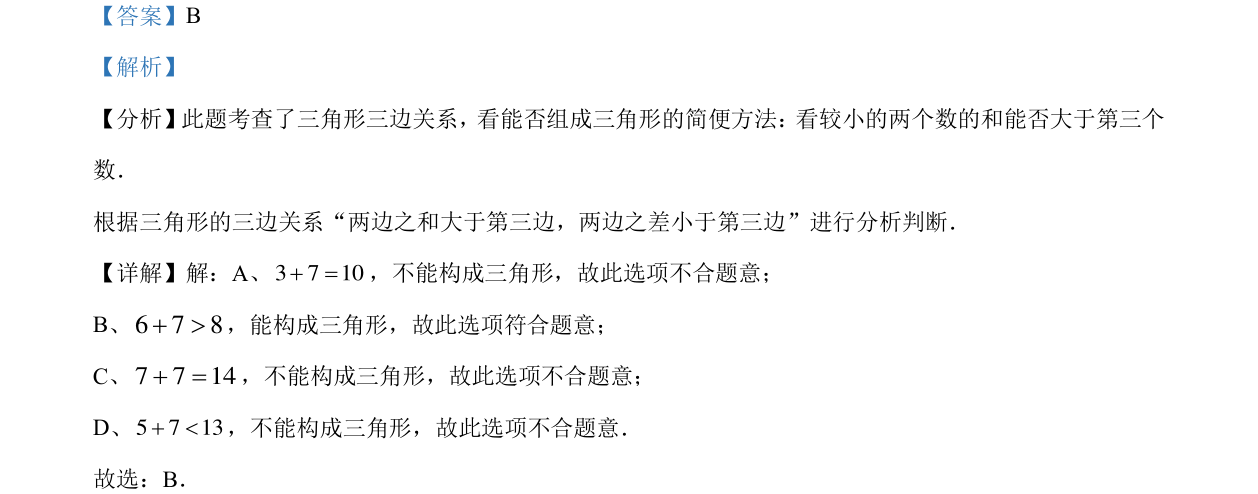 【答案】B
【解析】
【分析】此题考查了三角形三边关系，看能否组成三角形的简便方法：看较小的两个数的和能否大于第三个
数．
根据三角形的三边关系“两边之和大于第三边，两边之差小于第三边”进行分析判断．
【详解】解：A、3+7=10，不能构成三角形，故此选项不合题意；
B、6+7>8，能构成三角形，故此选项符合题意；
C、7+7=14，不能构成三角形，故此选项不合题意；
D、5+7<13，不能构成三角形，故此选项不合题意．
故选：B．